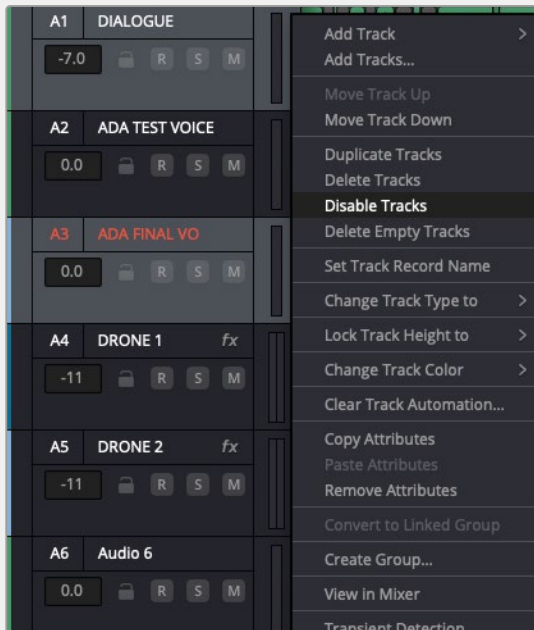 A1 DIALOGUE
-7.0 R S M
A2 ADA TEST VOICE
0.0 R S M
A3 ADA FINAL VO
0.0 R S M
A4 DRONE 1 fx
-11 R S M
A5 DRONE 2 fx
-11 R S M
A6 Audio 6
0.0 R S M
Add Track >
Add Tracks...
Move Track Up
Move Track Down
Duplicate Tracks
Delete Tracks
Disable Tracks
Delete Empty Tracks
Set Track Record Name
Change Track Type to >
Lock Track Height to >
Change Track Color >
Clear Track Automation...
Copy Attributes
Paste Attributes
Remove Attributes
Convert to Linked Group
Create Group...
View in Mixer
Transient Detection